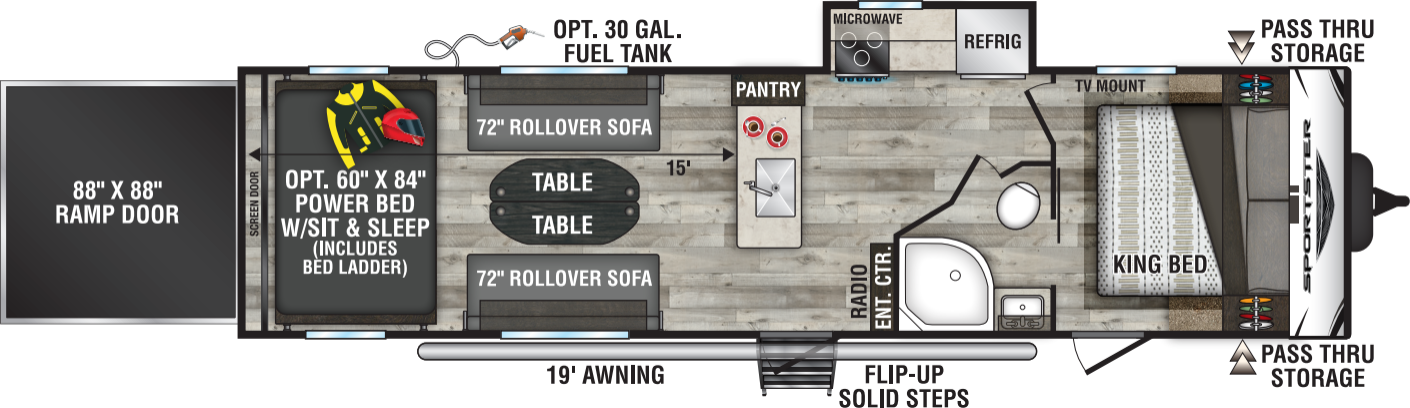 OPT. 30 GAL.
FUEL TANK
MICROWAVE
REFRIG
PASS THRU
STORAGE
88" X 88"
RAMP DOOR
SCREEN DOOR
OPT. 60" X 84"
POWER BED
W/SIT & SLEEP
(INCLUDES
BED LADDER)
72" ROLLOVER SOFA
15'
TABLE
TABLE
72" ROLLOVER SOFA
PANTRY
RADIO
ENT. CTR.
TV MOUNT
KING BED
SPORTSTER
19' AWNING
FLIP-UP
SOLID STEPS
PASS THRU
STORAGE